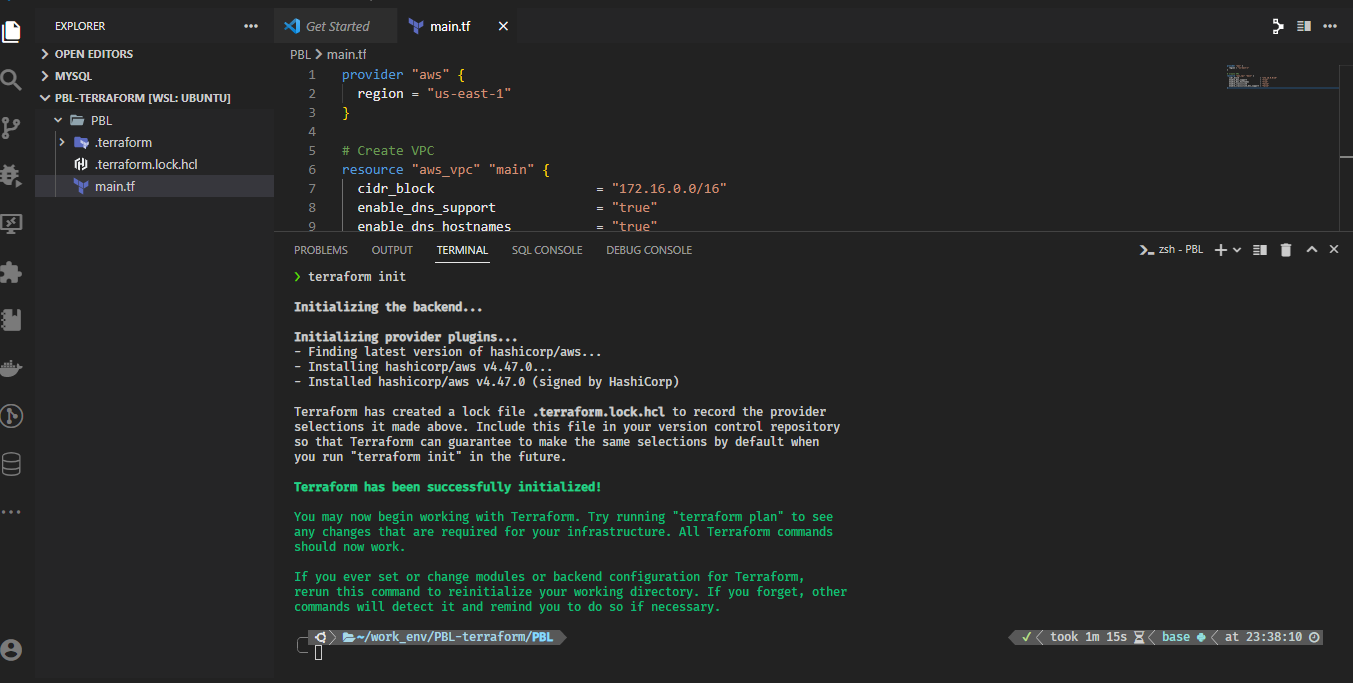 EXPLORER
OPEN EDITORS
MYSQL
PBL-TERRAFORM [WSL: UBUNTU]
PBL
.terraform
.terraform.lock.hcl
main.tf
Get Started
main.tf
PBL > main.tf
1 provider "aws" {
2 region = "us-east-1"
3 }
4
5 # Create VPC
6 resource "aws_vpc" "main" {
7 cidr_block = "172.16.0.0/16"
8 enable_dns_support = "true"
9 enable_dns_hostnames = "true"
PROBLEMS OUTPUT TERMINAL SQL CONSOLE DEBUG CONSOLE
zsh - PBL
❯ terraform init
Initializing the backend...
Initializing provider plugins...
- Finding latest version of hashicorp/aws...
- Installing hashicorp/aws v4.47.0...
- Installed hashicorp/aws v4.47.0 (signed by HashiCorp)
Terraform has created a lock file .terraform.lock.hcl to record the provider
selections it made above. Include this file in your version control repository
so that Terraform can guarantee to make the same selections by default when
you run "terraform init" in the future.
Terraform has been successfully initialized!
You may now begin working with Terraform. Try running "terraform plan" to see
any changes that are required for your infrastructure. All Terraform commands
should now work.
If you ever set or change modules or backend configuration for Terraform,
rerun this command to reinitialize your working directory. If you forget, other
commands will detect it and remind you to do so if necessary.
~/work_env/PBL-terraform/PBL
✓ took 1m 15s base at 23:38:10